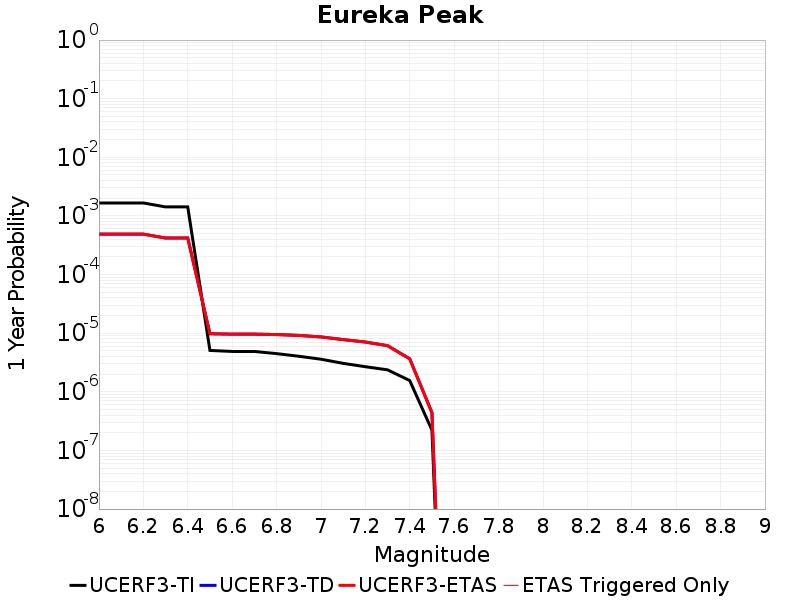 Eureka Peak
1 Year Probability
10^0
10^-1
10^-2
10^-3
10^-4
10^-5
10^-6
10^-7
10^-8
6 6.2 6.4 6.6 6.8 7 7.2 7.4 7.6 7.8 8 8.2 8.4 8.6 8.8 9
Magnitude
UCERF3-TI UCERF3-TD UCERF3-ETAS ETAS Triggered Only